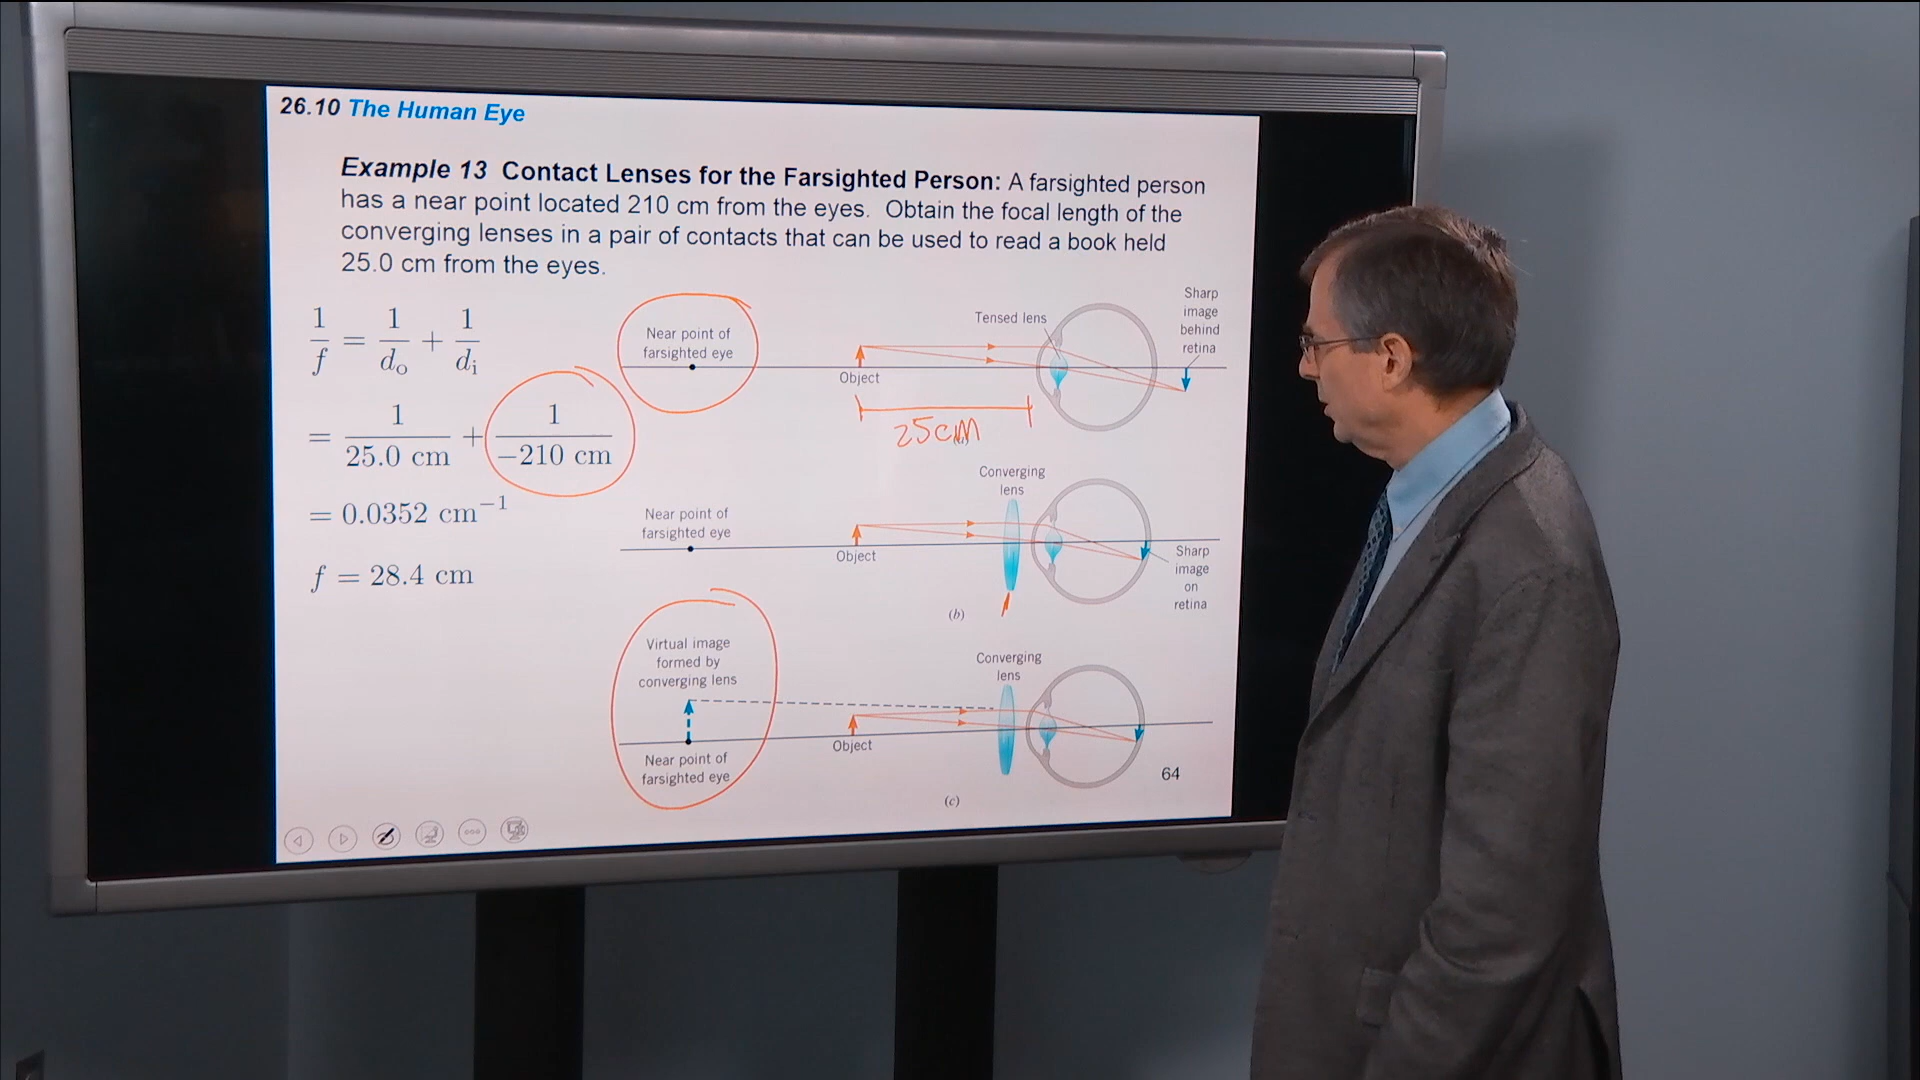 26.10 The Human Eye
Example 13 Contact Lenses for the Farsighted Person: A farsighted person
has a near point located 210 cm from the eyes. Obtain the focal length of the
converging lenses in a pair of contacts that can be used to read a book held
25.0 cm from the eyes.
1/f = 1/dₒ + 1/dᵢ
= 1/25.0 cm + 1/−210 cm
= 0.0352 cm⁻¹
f = 28.4 cm
Near point of
farsighted eye
Object
Tensed lens
Sharp
image
behind
retina
25cm
Near point of
farsighted eye
Object
Converging
lens
Sharp
image
on
retina
(b)
Virtual image
formed by
converging lens
Near point of
farsighted eye
Object
Converging
lens
(c)
64